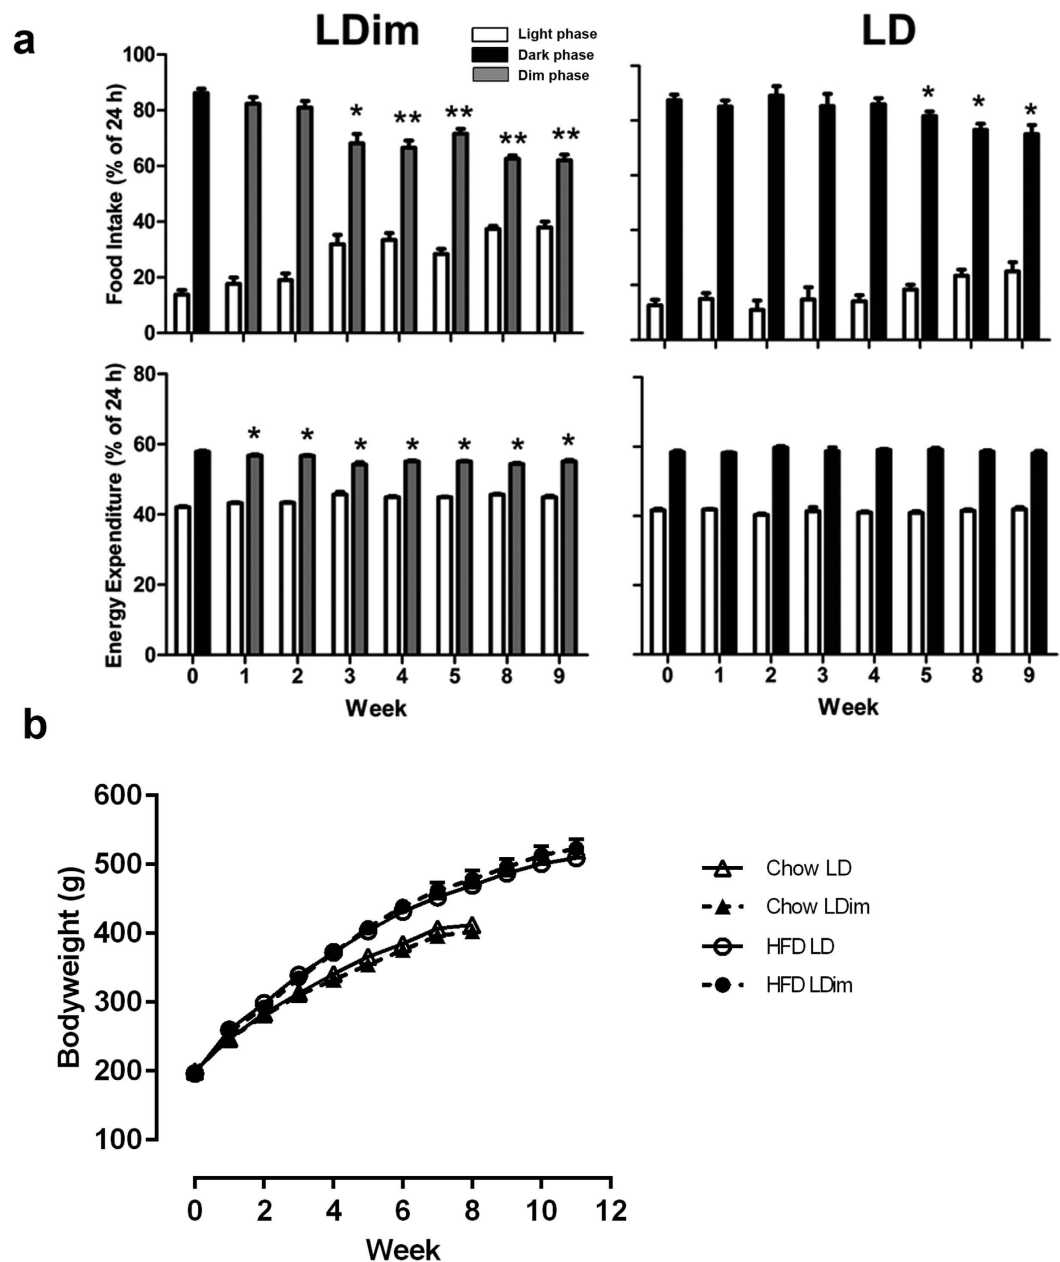 a
LDim
LD
Light phase
Dark phase
Dim phase
Food Intake (% of 24 h)
100
80
60
40
20
0
* ** ** ** **
* * *
Energy Expenditure (% of 24 h)
80
60
40
20
0
* * * * * * *
0 1 2 3 4 5 8 9
Week
0 1 2 3 4 5 8 9
Week
b
Bodyweight (g)
600
500
400
300
200
100
0 2 4 6 8 10 12
Week
Chow LD
Chow LDim
HFD LD
HFD LDim